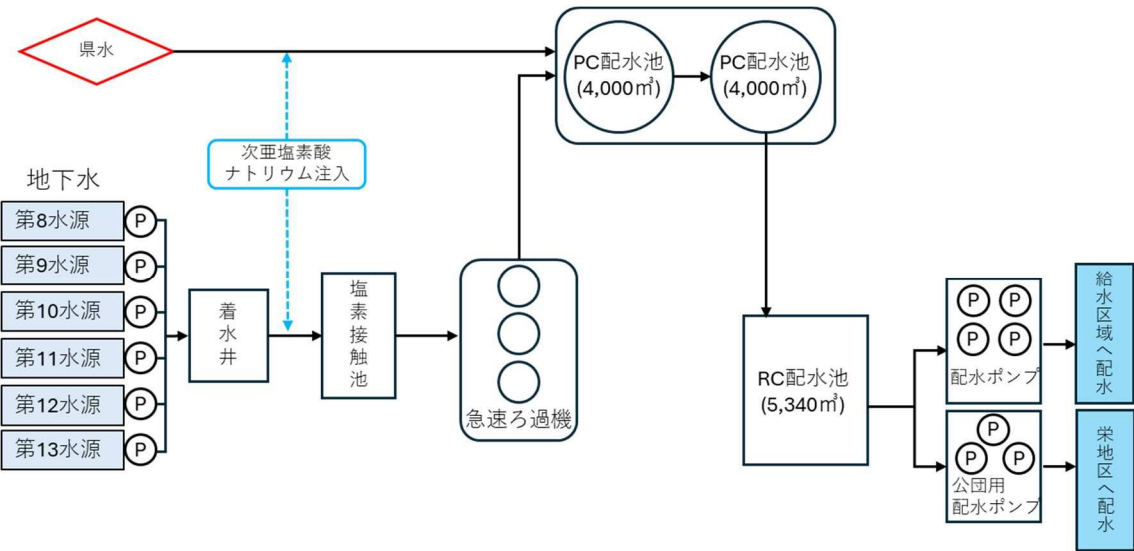 県水
PC配水池
(4,000㎥)
PC配水池
(4,000㎥)
次亜塩素酸
ナトリウム注入
地下水
第8水源
P
第9水源
P
第10水源
P
第11水源
P
第12水源
P
第13水源
P
着水井
塩素接触池
急速ろ過機
RC配水池
(5,340㎥)
P P
P P
配水ポンプ
給水区域へ配水
P
P P
公団用
配水ポンプ
栄地区へ配水